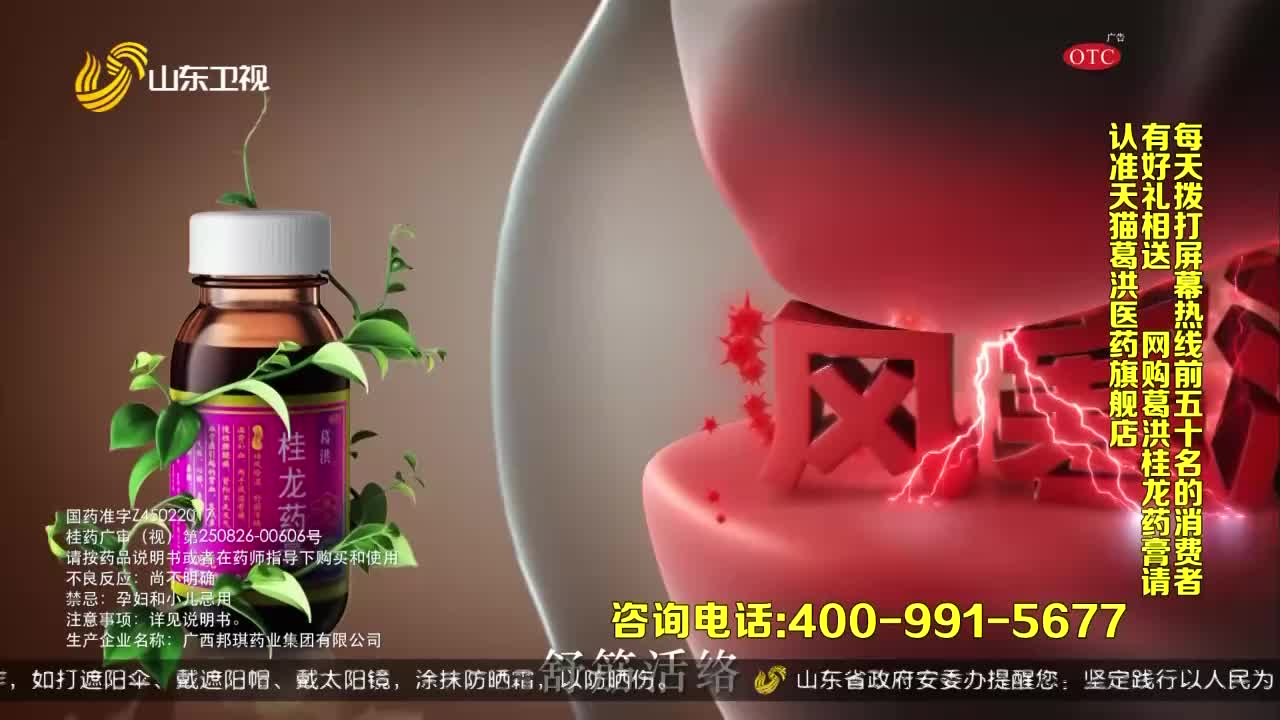 山东卫视
广告
OTC
每天拨打屏幕热线前五十名的消费者
有好礼相送 网购葛洪桂龙药膏请
认准天猫葛洪医药旗舰店
风湿
葛洪
桂龙药
国药准字Z45022017
桂药广审（视）第250826-00606号
请按药品说明书或者在药师指导下购买和使用
不良反应：尚不明确
禁忌：孕妇和小儿忌用
注意事项：详见说明书。
生产企业名称：广西邦琪药业集团有限公司
咨询电话:400-991-5677
舒筋活络
，如打遮阳伞、戴遮阳帽、戴太阳镜，涂抹防晒霜，以防晒伤。 山东省政府安委办提醒您：坚定践行以人民为